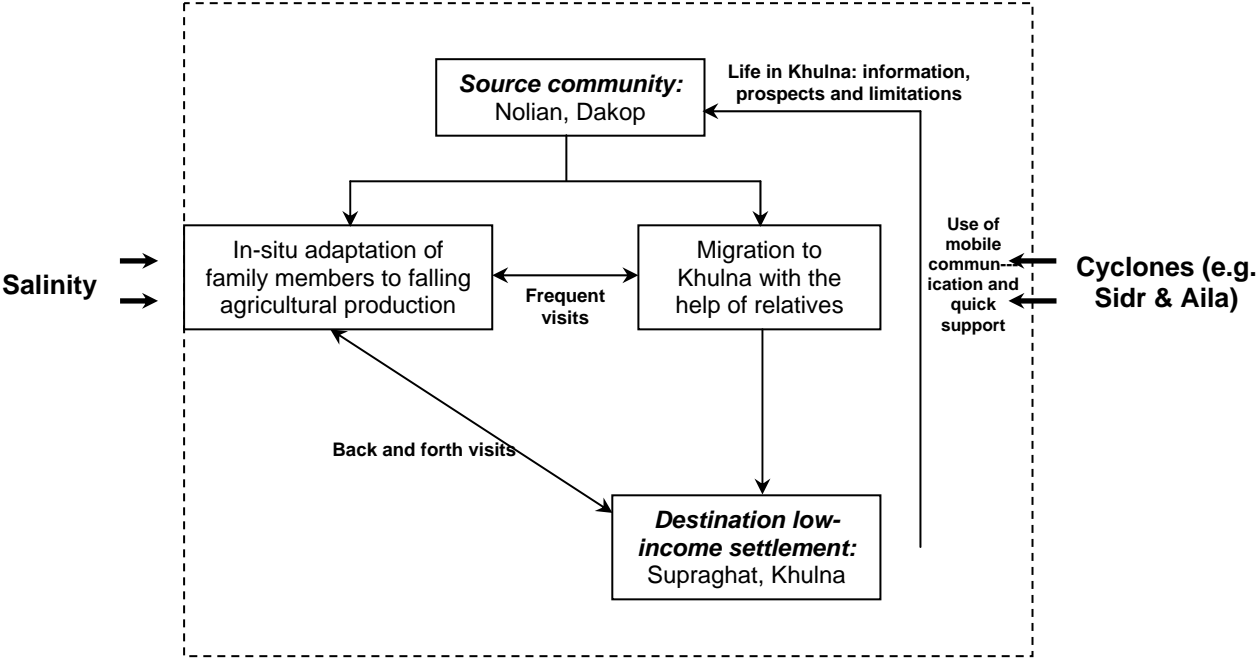 Source community:
Nolian, Dakop
Life in Khulna: information,
prospects and limitations
Salinity
In-situ adaptation of
family members to falling
agricultural production
Frequent
visits
Migration to
Khulna with the
help of relatives
Use of
mobile
commun---
ication and
quick
support
Cyclones (e.g.
Sidr & Aila)
Back and forth visits
Destination low-
income settlement:
Supraghat, Khulna